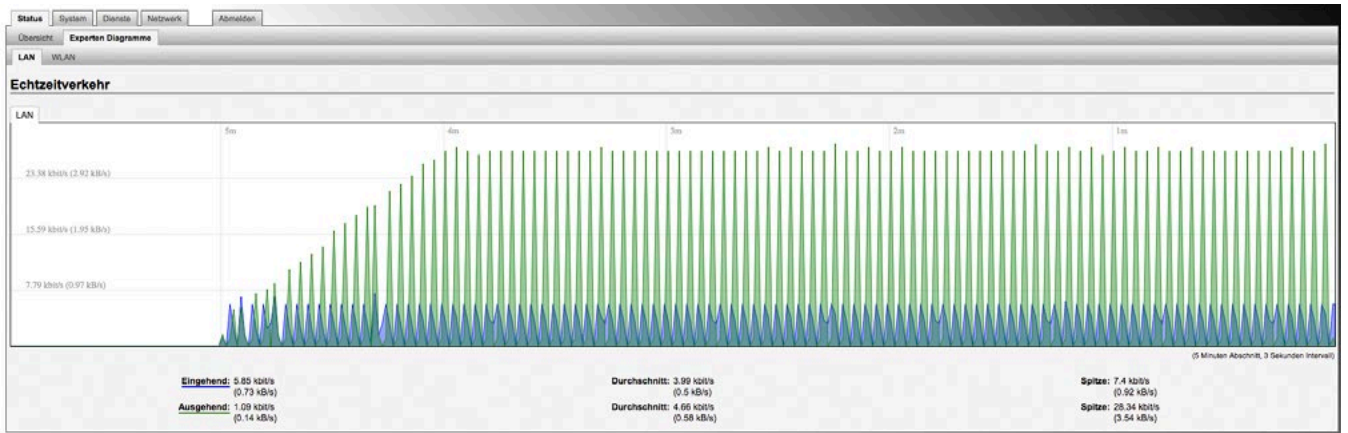 Status System Dienste Netzwerk Abmelden
Übersicht Experten Diagramme
LAN WLAN
Echtzeitverkehr
LAN
5m 4m 3m 2m 1m
23.38 kbit/s (2.92 kB/s)
15.59 kbit/s (1.95 kB/s)
7.79 kbit/s (0.97 kB/s)
(5 Minuten Abschnitt, 3 Sekunden Intervall)
Eingehend: 5.85 kbit/s Durchschnitt: 3.99 kbit/s Spitze: 7.4 kbit/s
(0.73 kB/s) (0.5 kB/s) (0.92 kB/s)
Ausgehend: 1.09 kbit/s Durchschnitt: 4.66 kbit/s Spitze: 28.34 kbit/s
(0.14 kB/s) (0.58 kB/s) (3.54 kB/s)